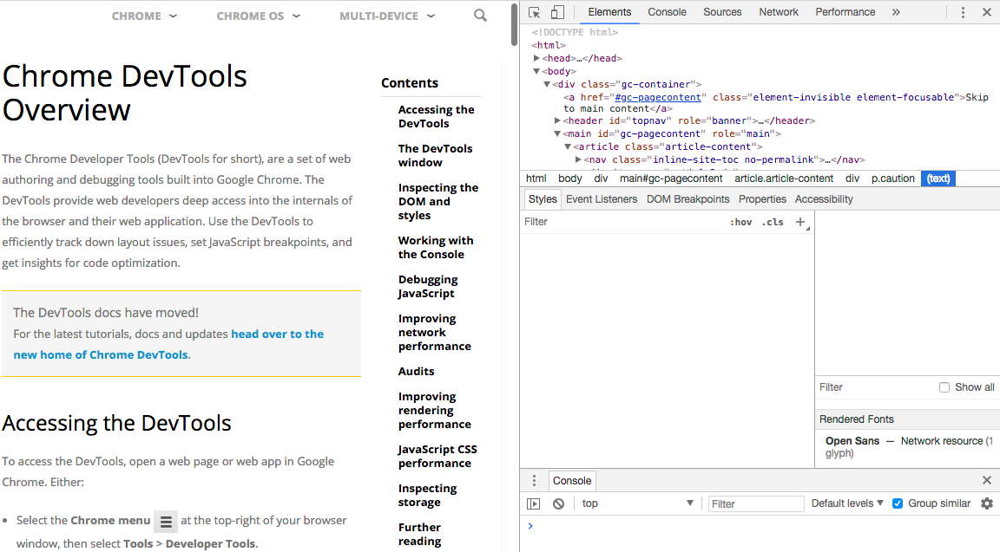 CHROME CHROME OS MULTI-DEVICE
Chrome DevTools
Overview
The Chrome Developer Tools (DevTools for short), are a set of web
authoring and debugging tools built into Google Chrome. The
DevTools provide web developers deep access into the internals of
the browser and their web application. Use the DevTools to
efficiently track down layout issues, set JavaScript breakpoints, and
get insights for code optimization.
The DevTools docs have moved!
For the latest tutorials, docs and updates head over to the
new home of Chrome DevTools.
Accessing the DevTools
To access the DevTools, open a web page or web app in Google
Chrome. Either:
• Select the Chrome menu at the top-right of your browser
window, then select Tools > Developer Tools.
Contents
Accessing the
DevTools
The DevTools
window
Inspecting the
DOM and
styles
Working with
the Console
Debugging
JavaScript
Improving
network
performance
Audits
Improving
rendering
performance
JavaScript CSS
performance
Inspecting
storage
Further
reading
Elements Console Sources Network Performance »
<!DOCTYPE html>
<html>
▶<head>…</head>
▼<body>
▼<div class="gc-container">
<a href="#gc-pagecontent" class="element-invisible element-focusable">Skip
to main content</a>
▶<header id="topnav" role="banner">…</header>
▼<main id="gc-pagecontent" role="main">
▼<article class="article-content">
▶<nav class="inline-site-toc no-permalink">…</nav>
html body div main#gc-pagecontent article.article-content div p.caution (text)
Styles Event Listeners DOM Breakpoints Properties Accessibility
Filter :hov .cls +
Filter Show all
Rendered Fonts
Open Sans — Network resource (1
glyph)
Console
top Filter Default levels Group similar